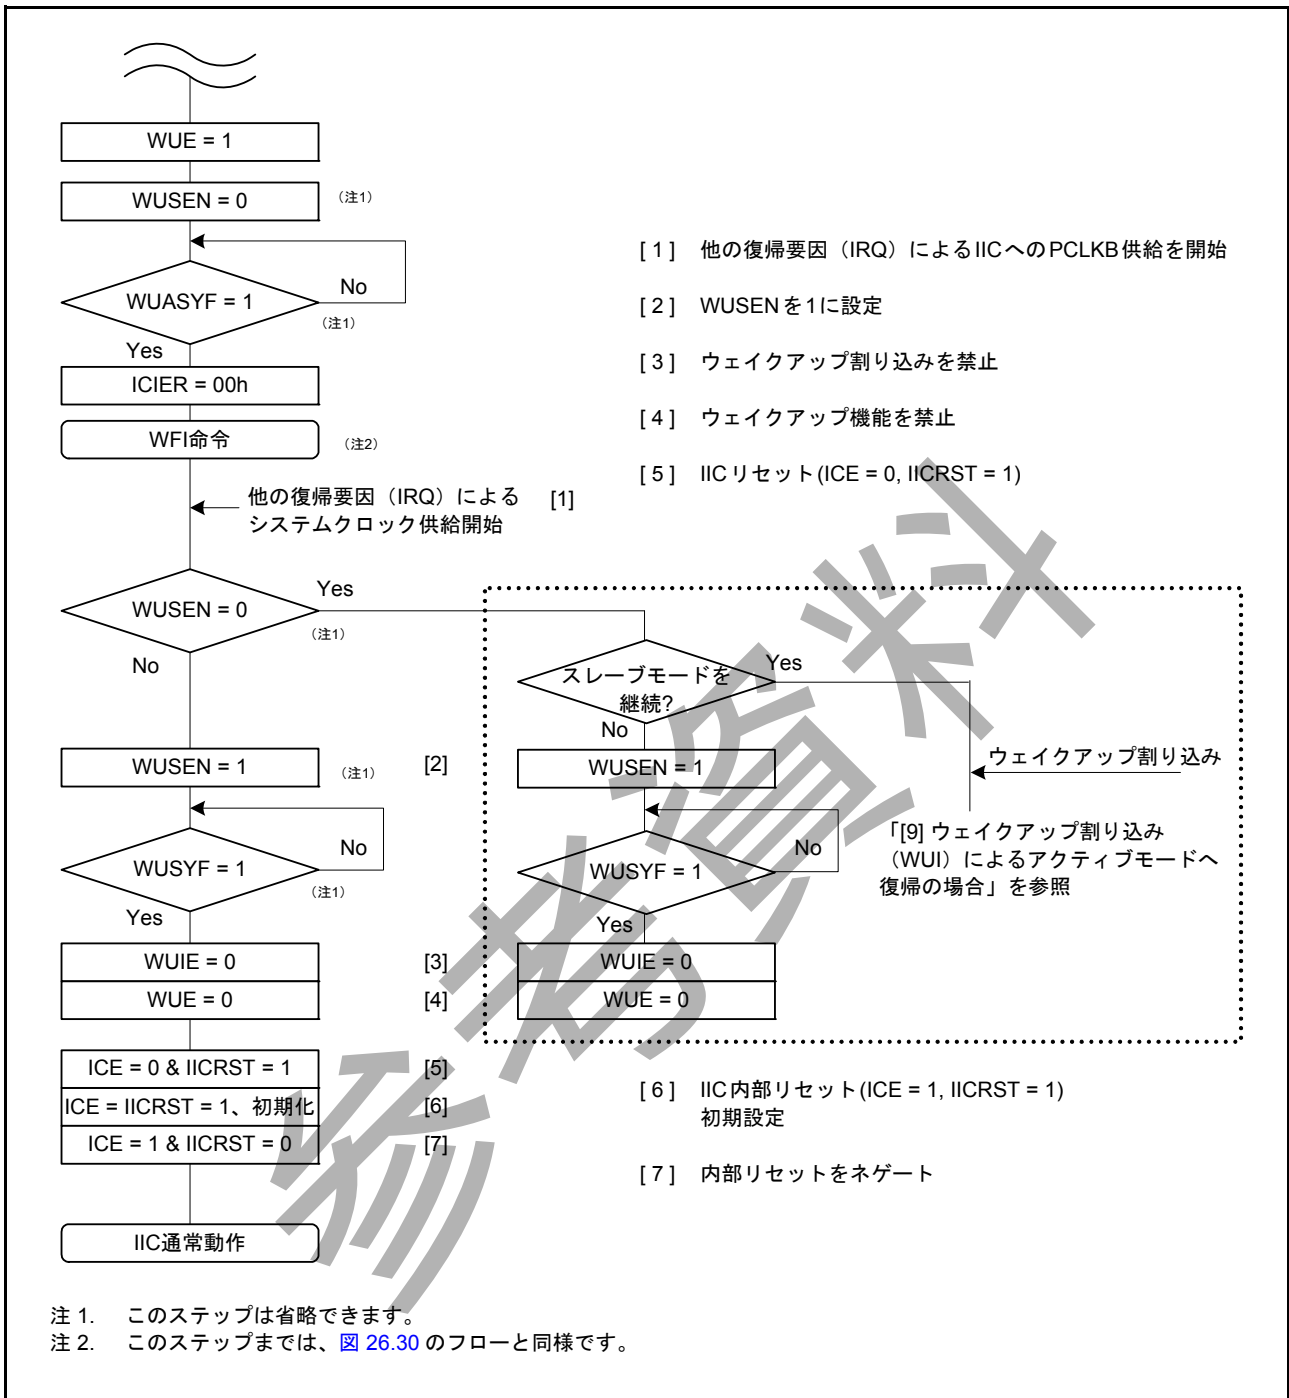 WUE = 1
WUSEN = 0
（注1）
WUASYF = 1
No
（注1）
Yes
ICIER = 00h
WFI命令
（注2）
他の復帰要因（IRQ）による
システムクロック供給開始
[1]
[ 1 ] 他の復帰要因（IRQ）によるIICへのPCLKB供給を開始
[ 2 ] WUSENを1に設定
[ 3 ] ウェイクアップ割り込みを禁止
[ 4 ] ウェイクアップ機能を禁止
[ 5 ] IICリセット(ICE = 0, IICRST = 1)
WUSEN = 0
Yes
（注1）
No
WUSEN = 1
（注1）
[2]
WUSYF = 1
No
（注1）
Yes
WUIE = 0
[3]
WUE = 0
[4]
ICE = 0 & IICRST = 1
[5]
ICE = IICRST = 1、初期化
[6]
ICE = 1 & IICRST = 0
[7]
IIC通常動作
スレーブモードを
継続?
Yes
No
WUSEN = 1
WUSYF = 1
No
Yes
WUIE = 0
WUE = 0
ウェイクアップ割り込み
「[9] ウェイクアップ割り込み
（WUI）によるアクティブモードへ
復帰の場合」を参照
[ 6 ] IIC内部リセット(ICE = 1, IICRST = 1)
初期設定
[ 7 ] 内部リセットをネゲート
注 1. このステップは省略できます。
注 2. このステップまでは、図 26.30 のフローと同様です。
参考資料